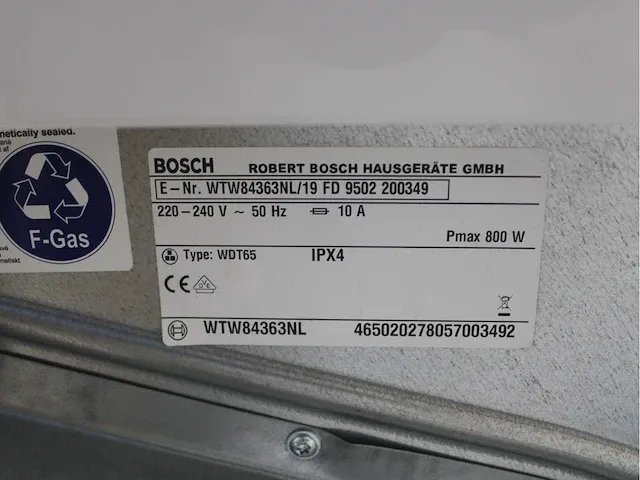 metically sealed.
F-Gas
BOSCH ROBERT BOSCH HAUSGERÄTE GMBH
E-Nr. WTW84363NL/19 FD 9502 200349
220-240 V ~ 50 Hz 10 A
Pmax 800 W
Type: WDT65 IPX4
CE
WTW84363NL 465020278057003492